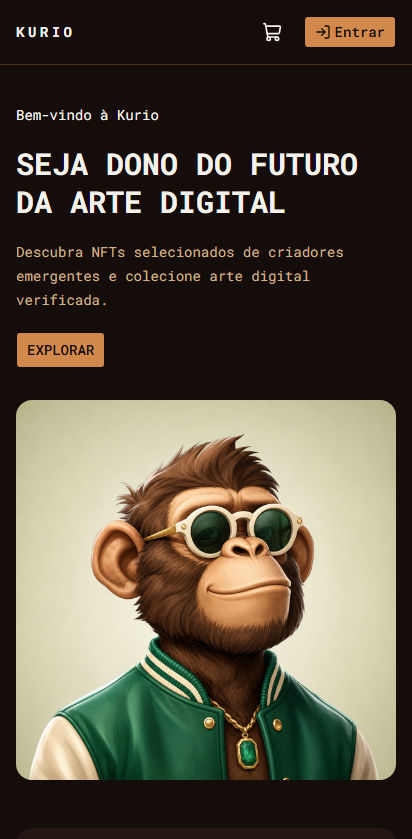 KURIO
Entrar
Bem-vindo à Kurio
SEJA DONO DO FUTURO
DA ARTE DIGITAL
Descubra NFTs selecionados de criadores
emergentes e colecione arte digital
verificada.
EXPLORAR